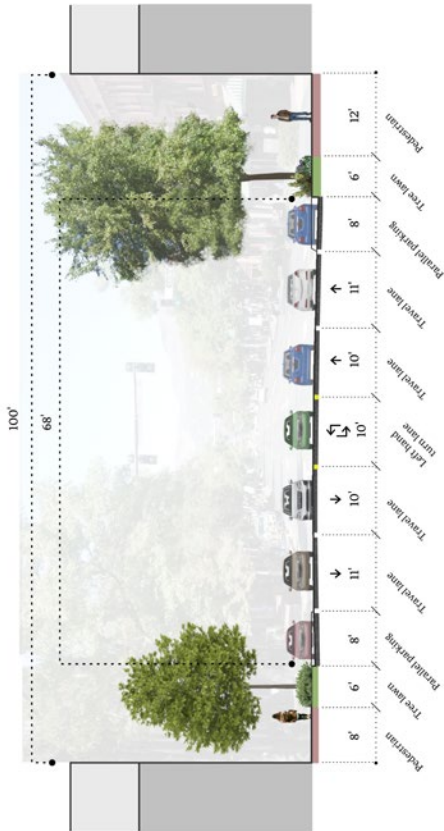 100'
68'
8'
6'
8'
11'
10'
10'
10'
11'
8'
6'
12'
Pedestrian
Tree lawn
Parallel parking
Travel lane
Travel lane
Left hand
turn lane
Travel lane
Travel lane
Parallel parking
Tree lawn
Pedestrian